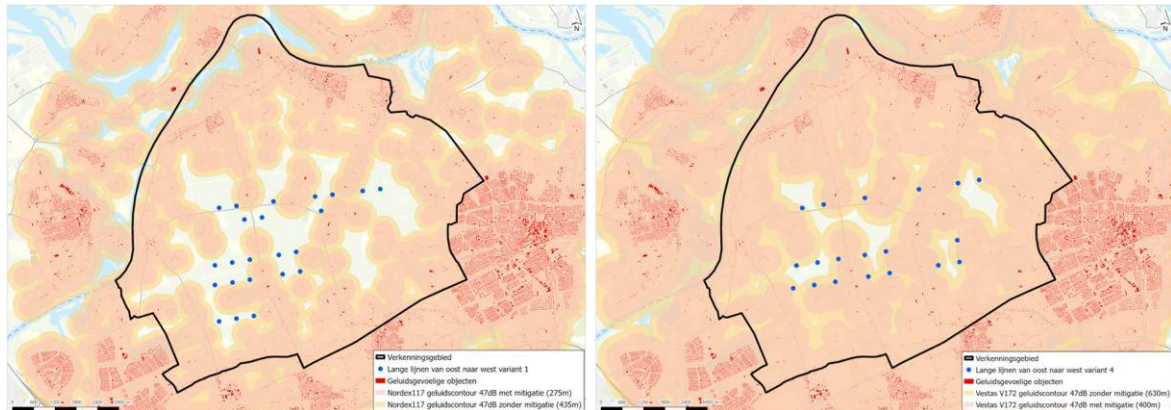 N
Verkenningsgebied
Lange lijnen van oost naar west variant 1
Geluidsgevoelige objecten
Nordex117 geluidscontour 47dB met mitigatie (275m)
Nordex117 geluidscontour 47dB zonder mitigatie (435m)
N
Verkenningsgebied
Lange lijnen van oost naar west variant 4
Geluidsgevoelige objecten
Vestas V172 geluidscontour 47dB zonder mitigatie (630m)
Vestas V172 geluidscontour 47dB met mitigatie (400m)